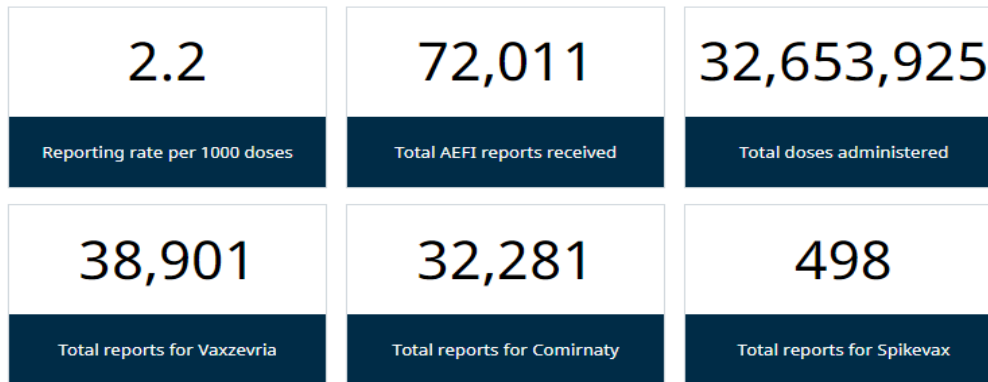 2.2
72,011
32,653,925
Reporting rate per 1000 doses
Total AEFI reports received
Total doses administered
38,901
32,281
498
Total reports for Vaxzevria
Total reports for Comirnaty
Total reports for Spikevax